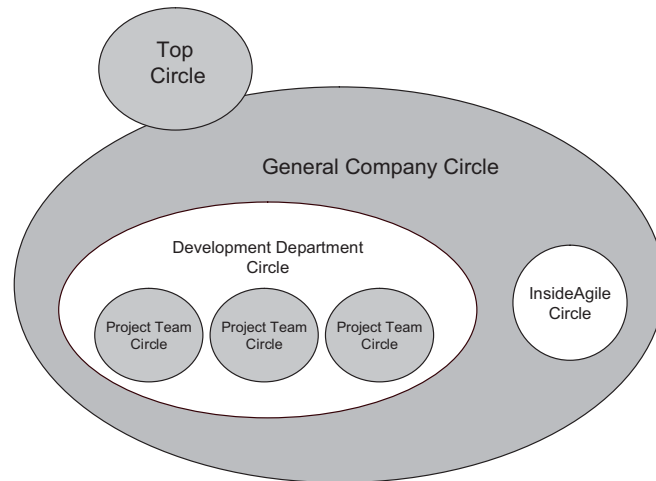 Top
Circle
General Company Circle
Development Department
Circle
Project Team
Circle
Project Team
Circle
Project Team
Circle
InsideAgile
Circle